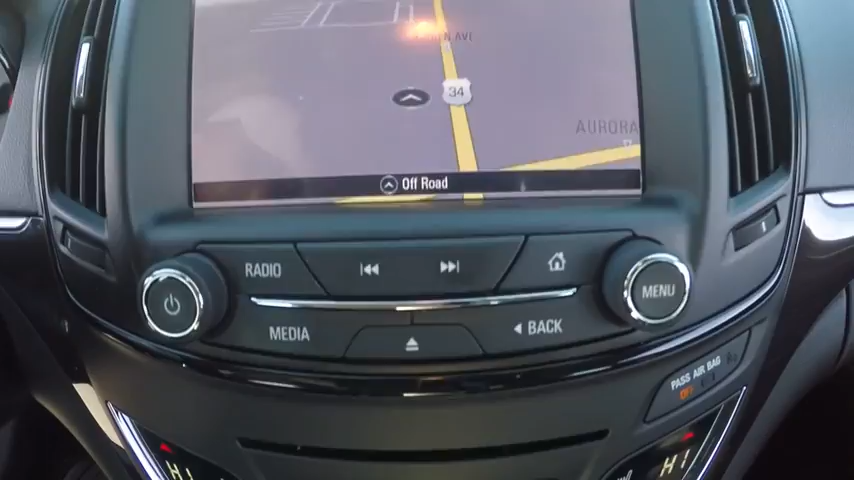 34
AURORA
Off Road
RADIO
MENU
MEDIA
BACK
PASS AIR BAG
OFF
HI
HI